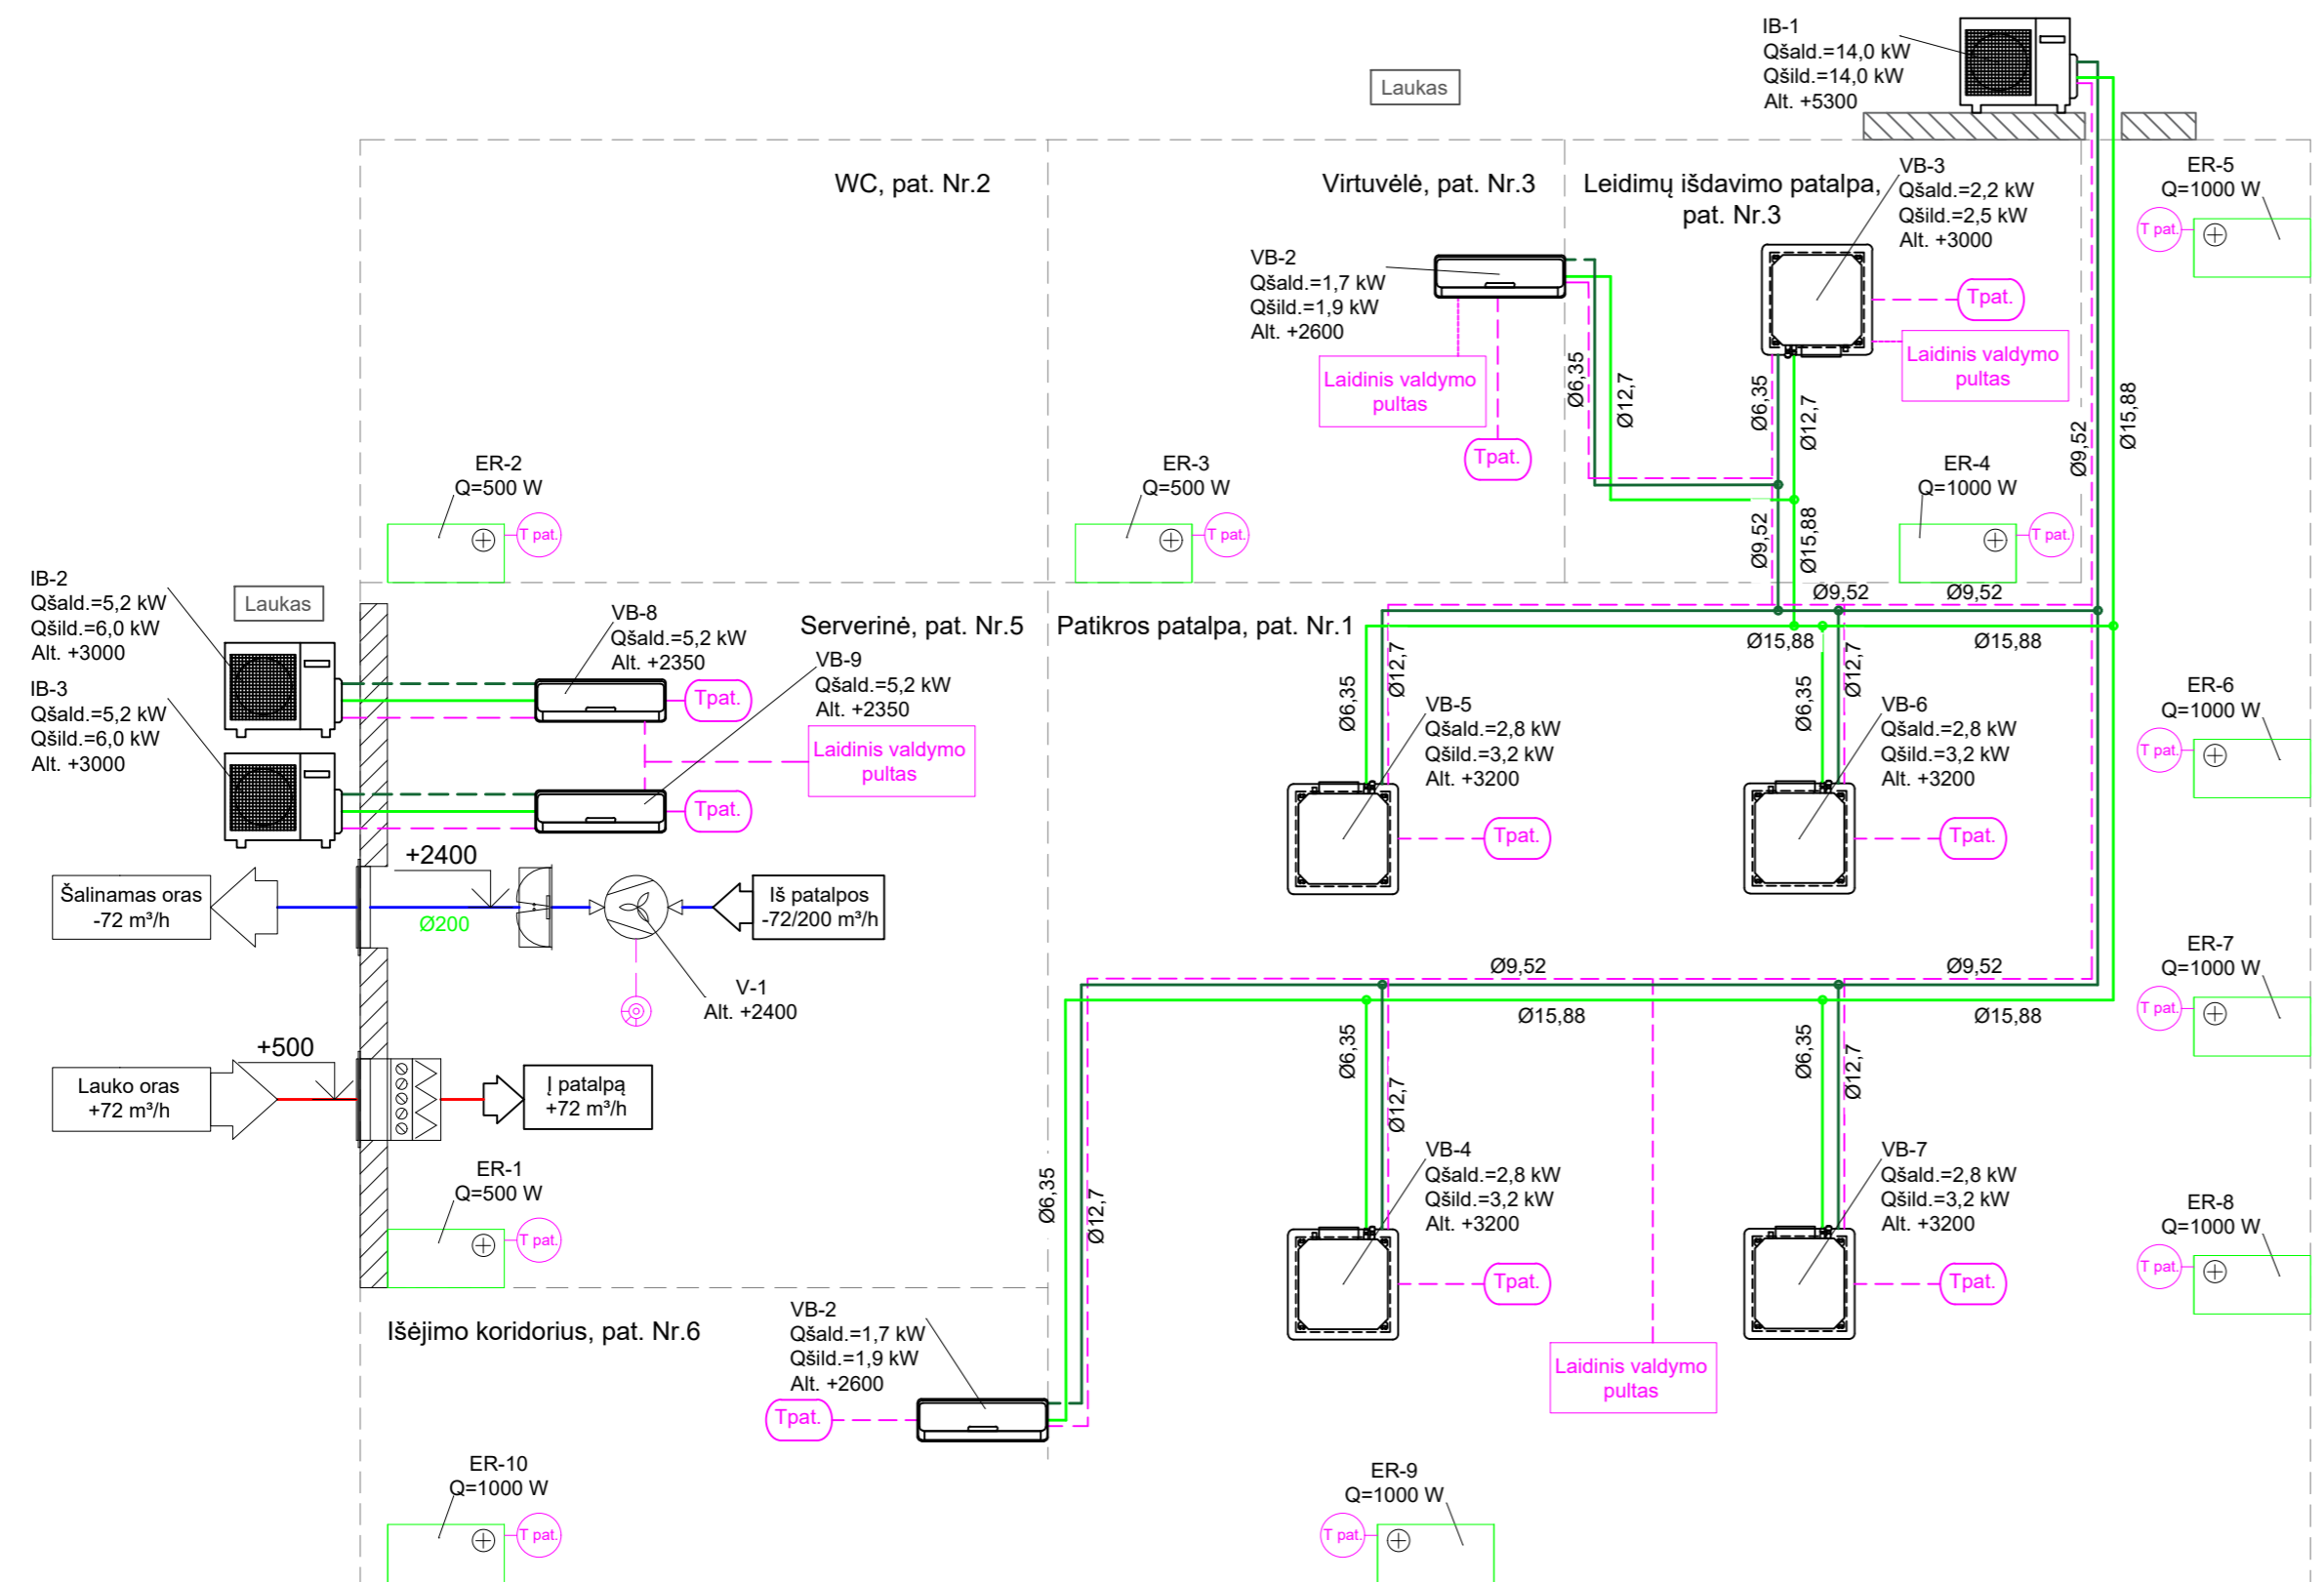 IB-1
Qšald.=14,0 kW
Qšild.=14,0 kW
Alt. +5300
Laukas
WC, pat. Nr.2
Virtuvėlė, pat. Nr.3
Leidimų išdavimo patalpa,
pat. Nr.3
VB-3
Qšald.=2,2 kW
Qšild.=2,5 kW
Alt. +3000
ER-5
Q=1000 W
T pat.
VB-2
Qšald.=1,7 kW
Qšild.=1,9 kW
Alt. +2600
Tpat.
Laidinis valdymo
pultas
Laidinis valdymo
pultas
Tpat.
Ø6,35
Ø12,7
Ø6,35
Ø12,7
Ø9,52
Ø15,88
ER-2
Q=500 W
T pat.
ER-3
Q=500 W
T pat.
Ø9,52
Ø15,88
ER-4
Q=1000 W
T pat.
IB-2
Qšald.=5,2 kW
Qšild.=6,0 kW
Alt. +3000
Laukas
VB-8
Qšald.=5,2 kW
Alt. +2350
Serverinė, pat. Nr.5
Patikros patalpa, pat. Nr.1
Ø9,52
Ø9,52
Ø15,88
Ø15,88
IB-3
Qšald.=5,2 kW
Qšild.=6,0 kW
Alt. +3000
VB-9
Qšald.=5,2 kW
Alt. +2350
Tpat.
Laidinis valdymo
pultas
Tpat.
Ø6,35
Ø12,7
VB-5
Qšald.=2,8 kW
Qšild.=3,2 kW
Alt. +3200
Tpat.
Ø6,35
Ø12,7
VB-6
Qšald.=2,8 kW
Qšild.=3,2 kW
Alt. +3200
Tpat.
ER-6
Q=1000 W
T pat.
Šalinamas oras
-72 m³/h
+2400
Ø200
Iš patalpos
-72/200 m³/h
V-1
Alt. +2400
Ø9,52
Ø9,52
Ø15,88
Ø15,88
ER-7
Q=1000 W
T pat.
Lauko oras
+72 m³/h
+500
Į patalpą
+72 m³/h
Ø6,35
Ø12,7
Ø6,35
Ø12,7
ER-1
Q=500 W
T pat.
Ø6,35
Ø12,7
VB-4
Qšald.=2,8 kW
Qšild.=3,2 kW
Alt. +3200
Tpat.
VB-7
Qšald.=2,8 kW
Qšild.=3,2 kW
Alt. +3200
Tpat.
ER-8
Q=1000 W
T pat.
Išėjimo koridorius, pat. Nr.6
VB-2
Qšald.=1,7 kW
Qšild.=1,9 kW
Alt. +2600
Tpat.
Laidinis valdymo
pultas
ER-10
Q=1000 W
T pat.
ER-9
Q=1000 W
T pat.